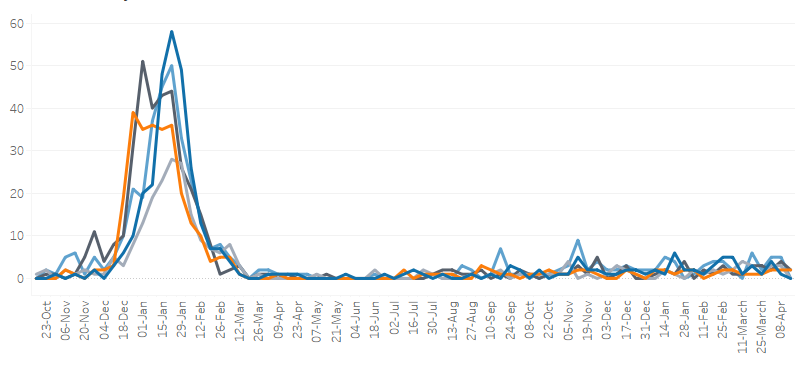 60
50
40
30
20
10
0
23-Oct
06-Nov
20-Nov
04-Dec
18-Dec
01-Jan
15-Jan
29-Jan
12-Feb
26-Feb
12-Mar
26-Mar
09-Apr
23-Apr
07-May
21-May
04-Jun
18-Jun
02-Jul
16-Jul
30-Jul
13-Aug
27-Aug
10-Sep
24-Sep
08-Oct
22-Oct
05-Nov
19-Nov
03-Dec
17-Dec
31-Dec
14-Jan
28-Jan
11-Feb
25-Feb
11-March
25-March
08-Apr